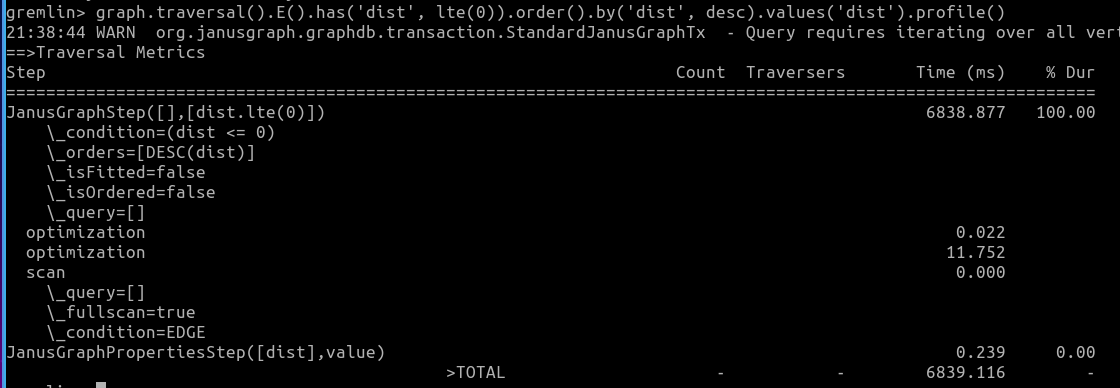 gremlin> graph.traversal().E().has('dist', lte(0)).order().by('dist', desc).values('dist').profile()
21:38:44 WARN  org.janusgraph.graphdb.transaction.StandardJanusGraphTx  - Query requires iterating over all vert
==>Traversal Metrics
Step Count Traversers Time (ms) % Dur
=============================================================================================================
JanusGraphStep([],[dist.lte(0)]) 6838.877 100.00
\_condition=(dist <= 0)
\_orders=[DESC(dist)]
\_isFitted=false
\_isOrdered=false
\_query=[]
optimization 0.022
optimization 11.752
scan 0.000
\_query=[]
\_fullscan=true
\_condition=EDGE
JanusGraphPropertiesStep([dist],value) 0.239 0.00
>TOTAL - - 6839.116 -